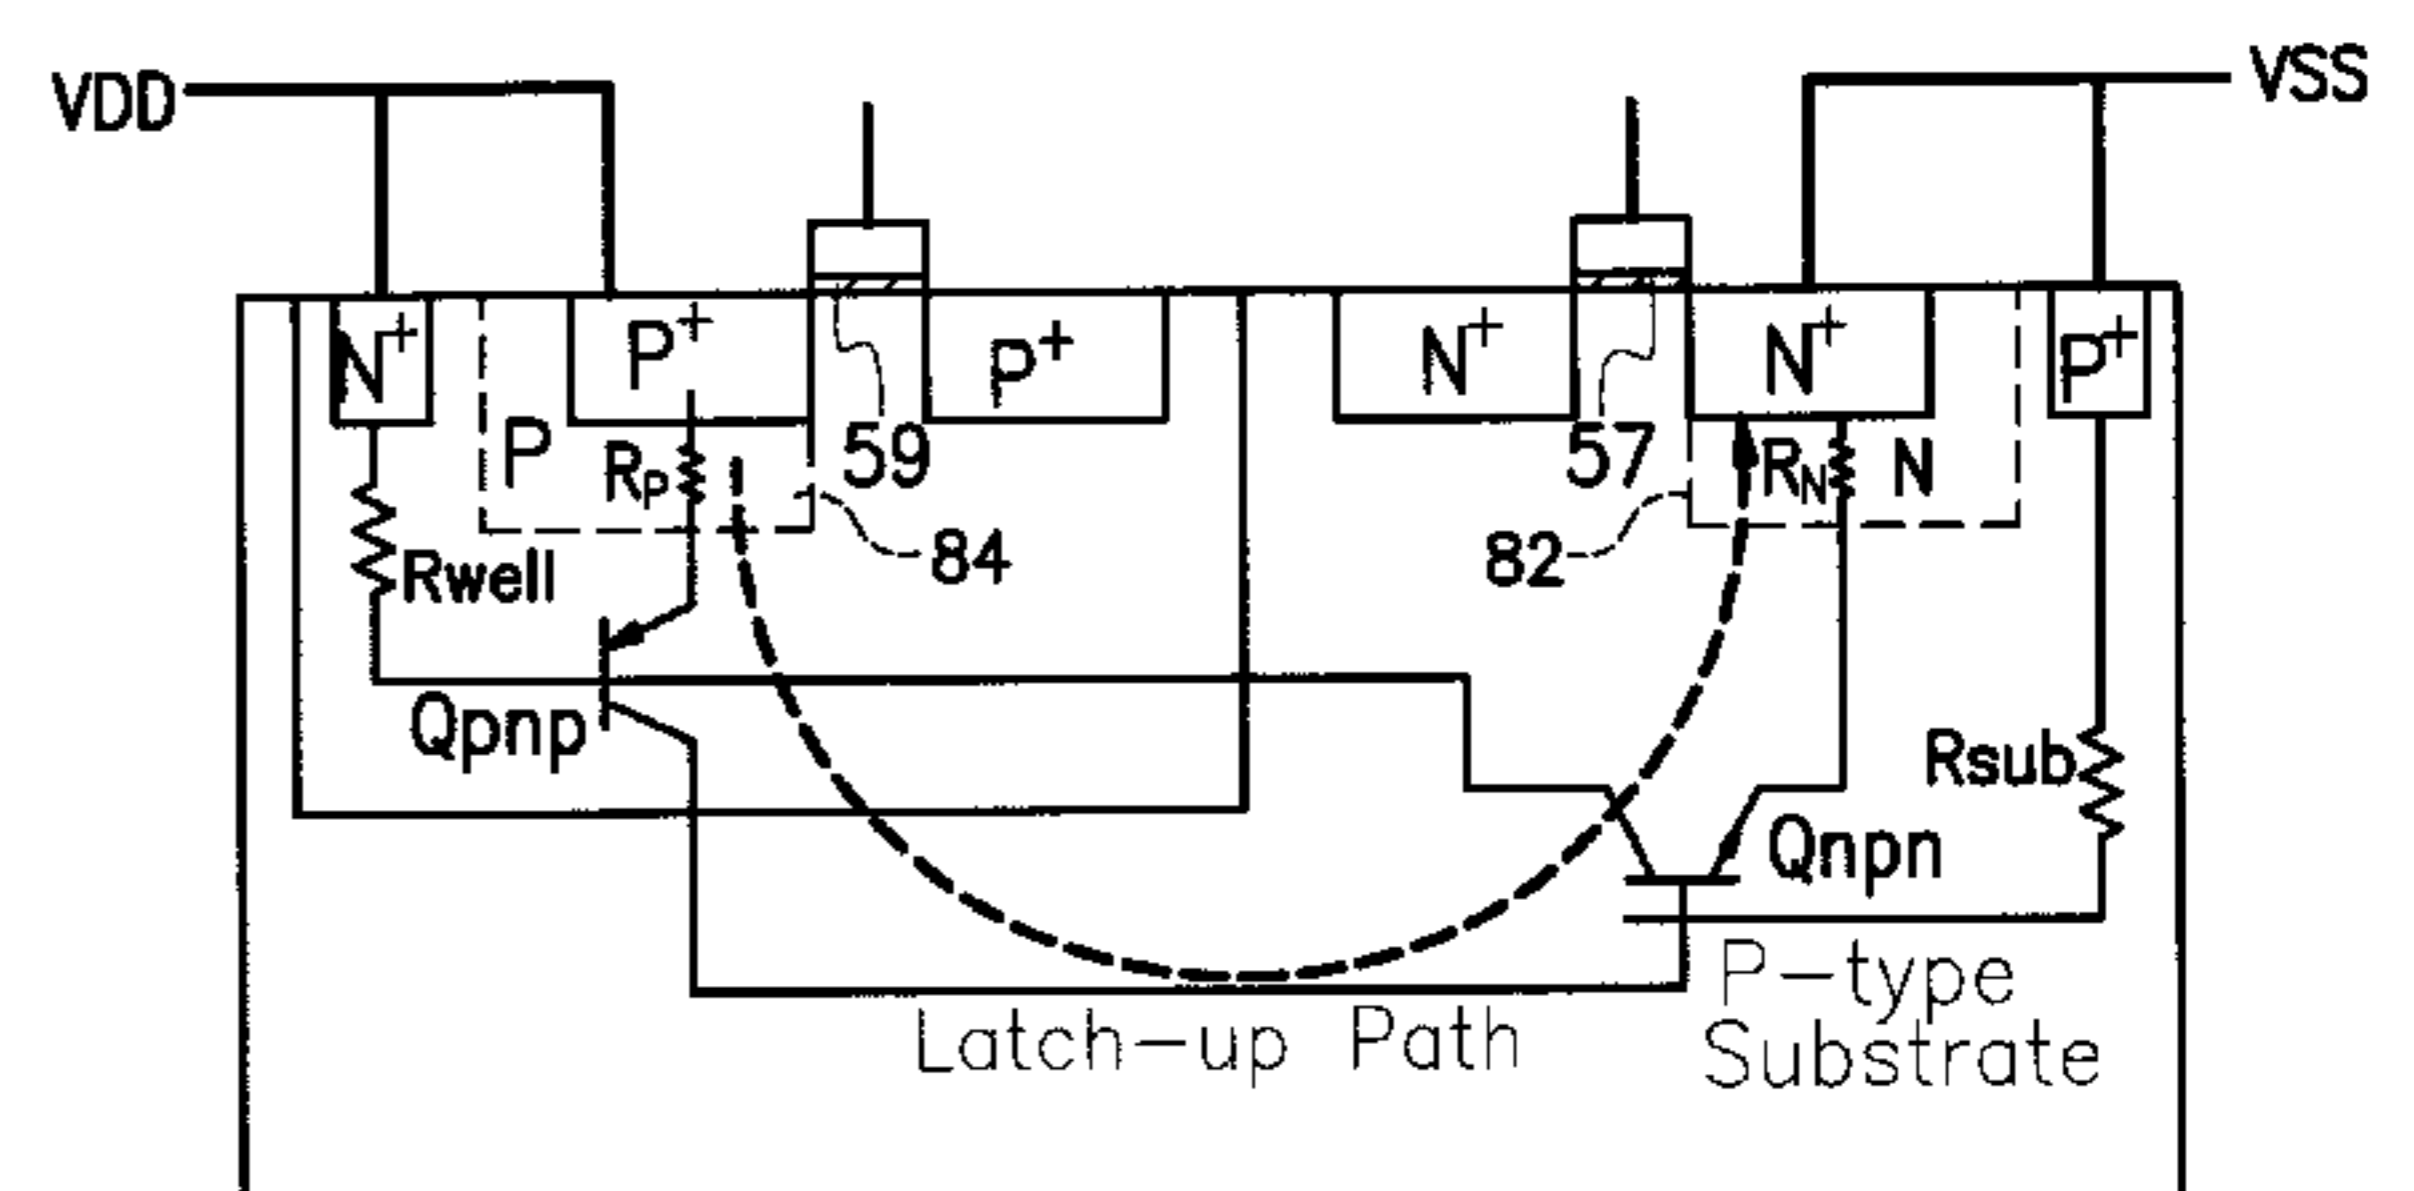 VDD
VSS
N+
P+
P+
N+
N+
P+
P
RP
59
57
RN
N
84
82
Rwell
Qpnp
Rsub
Qnpn
P-type
Substrate
Latch-up Path